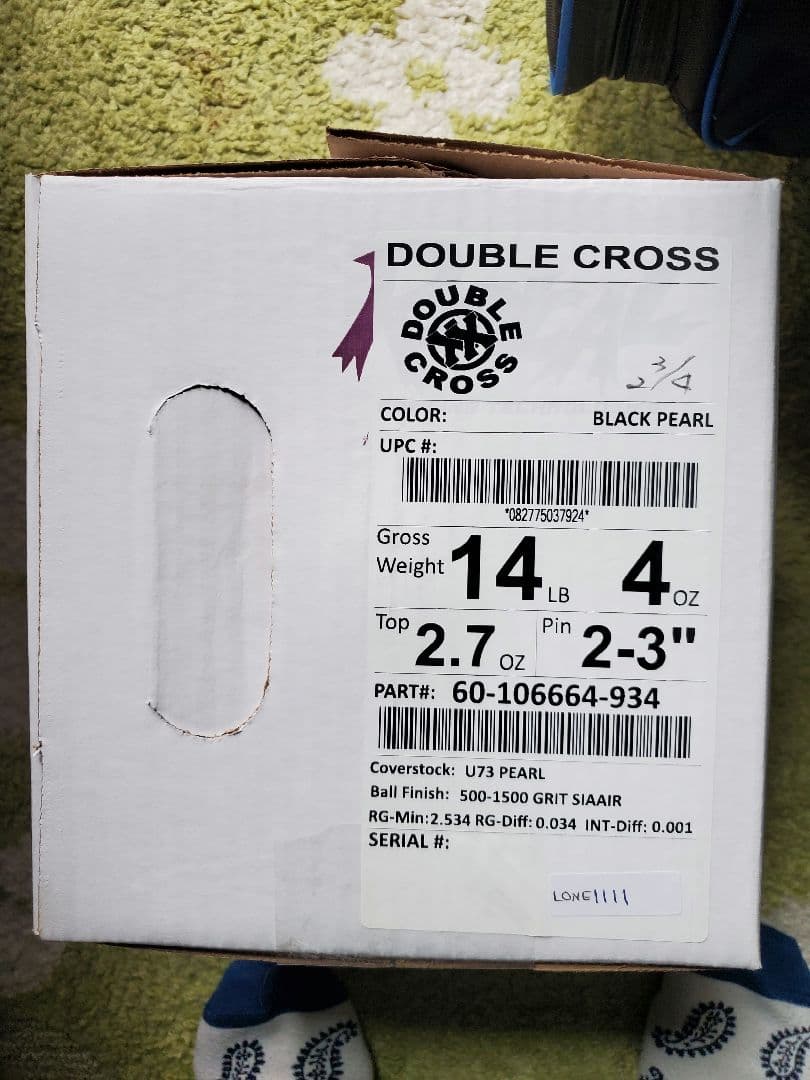 DOUBLE CROSS
DOUBLE
CROSS
2 3/4
COLOR: BLACK PEARL
UPC #:
*082775037924*
Gross Weight 14 LB 4 OZ
Top 2.7 OZ Pin 2-3"
PART#: 60-106664-934
Coverstock: U73 PEARL
Ball Finish: 500-1500 GRIT SIAAIR
RG-Min:2.534 RG-Diff: 0.034 INT-Diff: 0.001
SERIAL #:
LONE1111